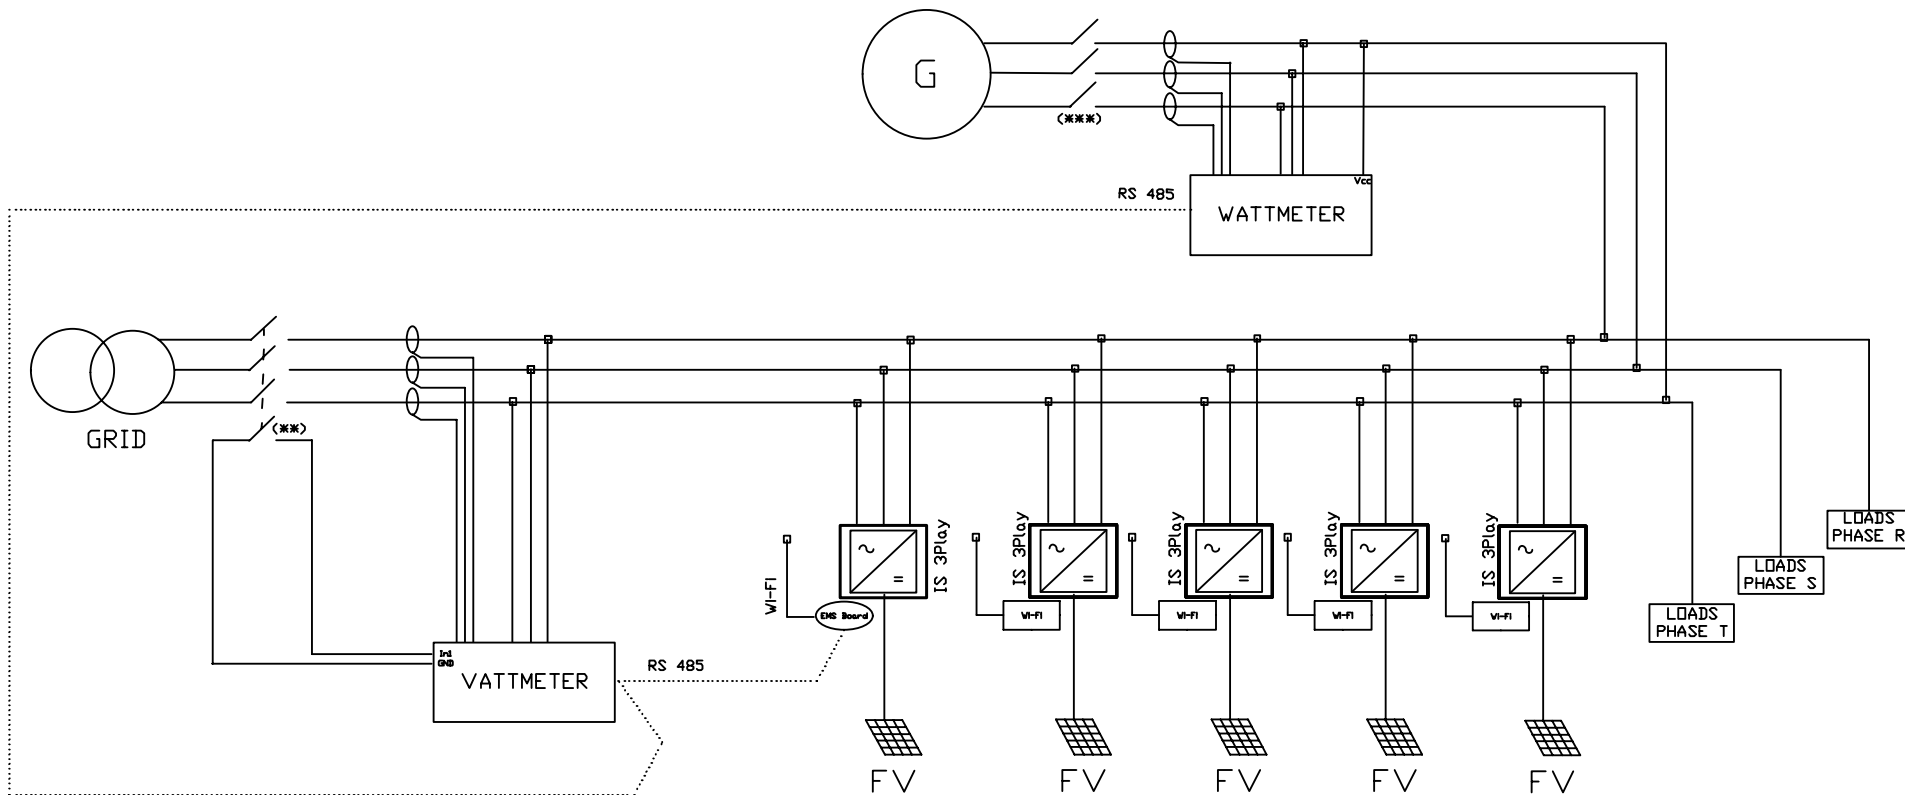 G
(***)
Vcc
RS 485
WATTMETER
GRID
(**)
In1
GND
VATTMETER
RS 485
WI-FI
EMS Board
IS 3Play
IS 3Play
WI-FI
IS 3Play
WI-FI
IS 3Play
WI-FI
IS 3Play
WI-FI
LOADS
PHASE R
LOADS
PHASE S
LOADS
PHASE T
FV
FV
FV
FV
FV